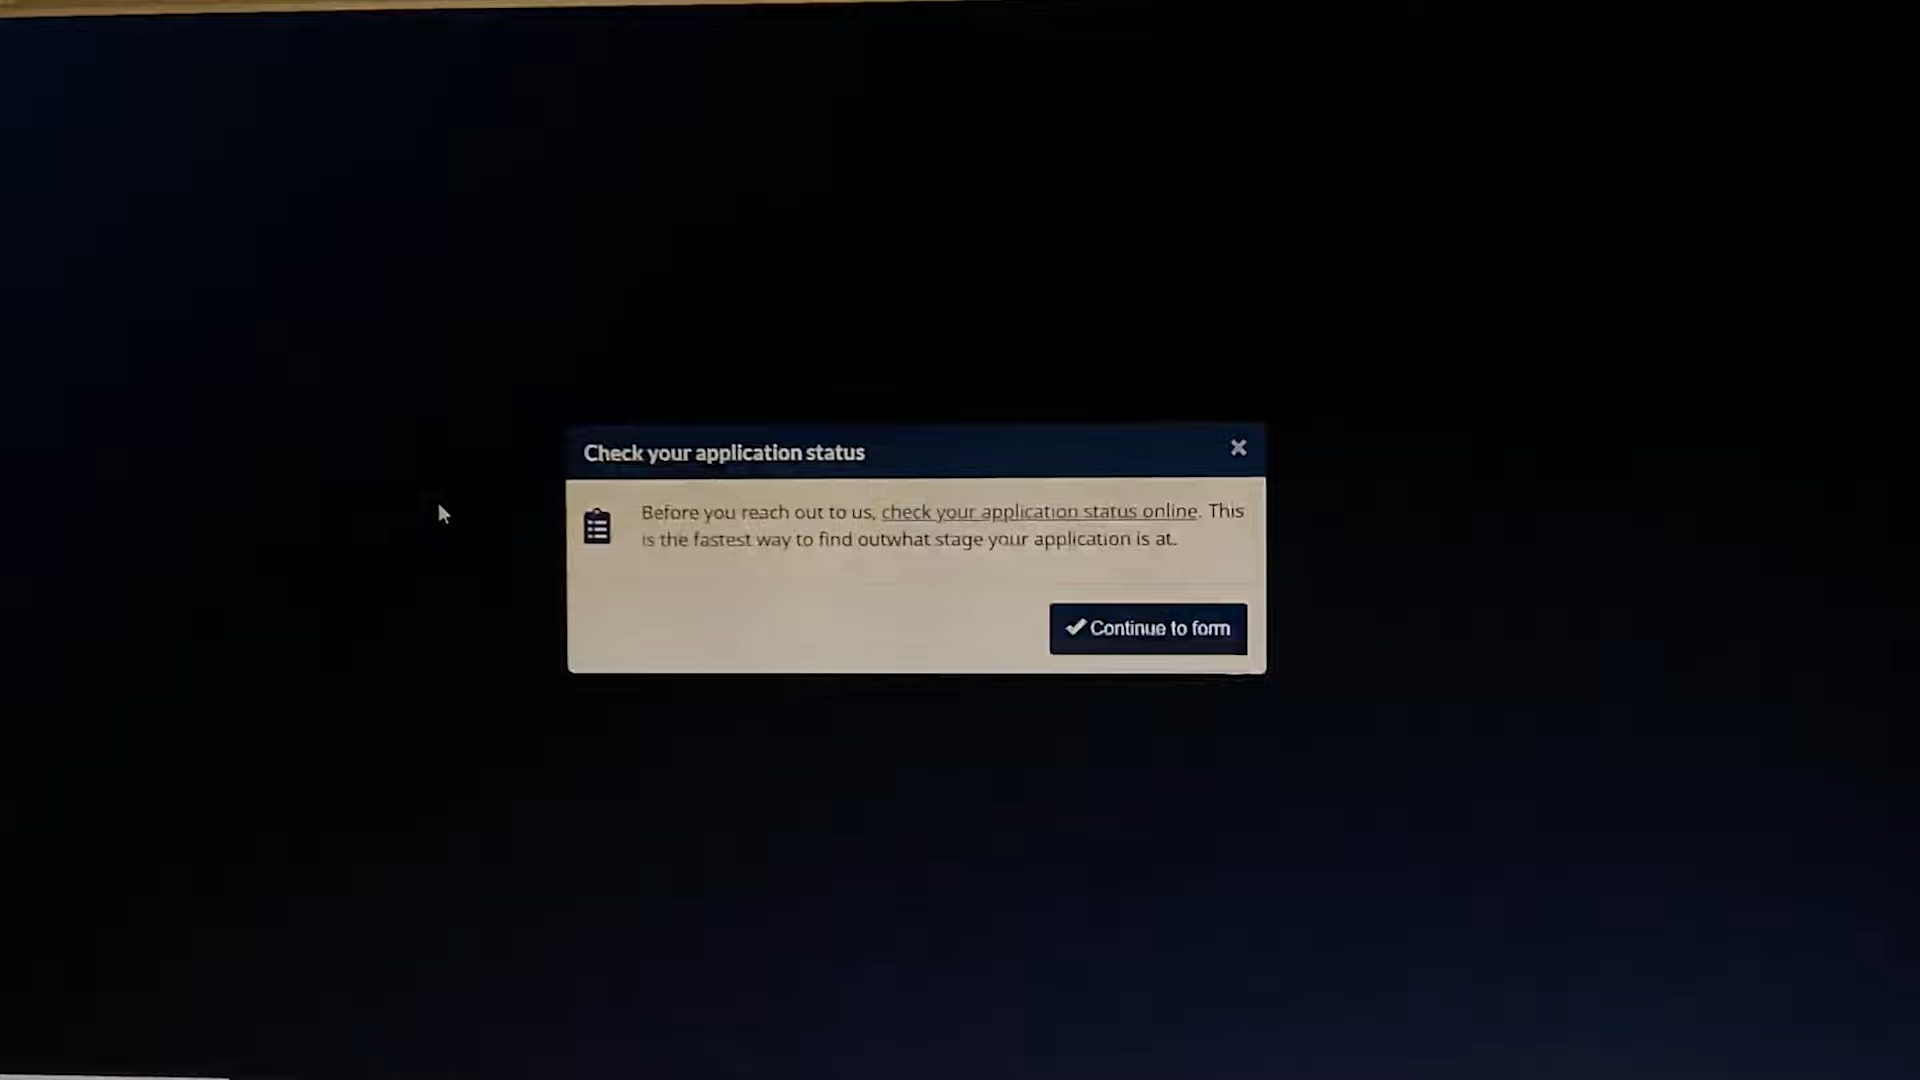 Check your application status
Before you reach out to us, check your application status online. This
is the fastest way to find outwhat stage your application is at.
Continue to form